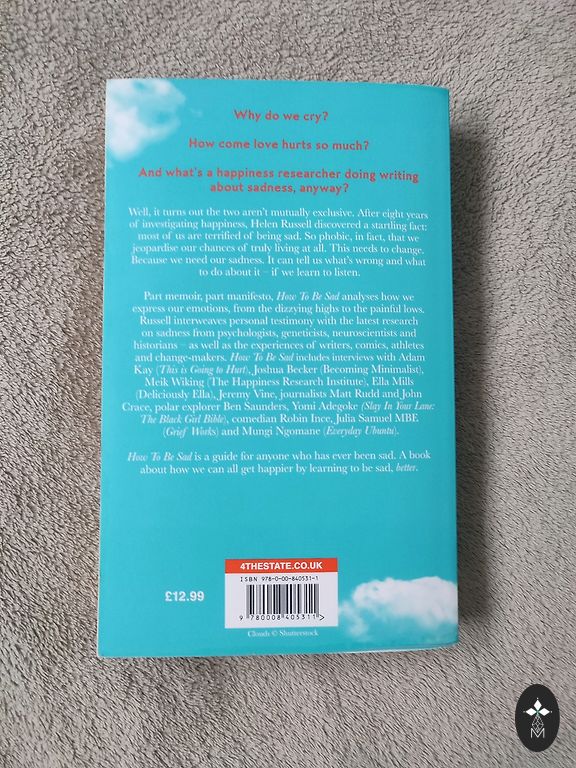 Why do we cry?
How come love hurts so much?
And what's a happiness researcher doing writing
about sadness, anyway?
Well, it turns out the two aren't mutually exclusive. After eight years
of investigating happiness, Helen Russell discovered a startling fact:
most of us are terrified of being sad. So phobic, in fact, that we
jeopardise our chances of truly living at all. This needs to change.
Because we need our sadness. It can tell us what's wrong and what
to do about it – if we learn to listen.
Part memoir, part manifesto, How To Be Sad analyses how we
express our emotions, from the dizzying highs to the painful lows.
Russell interweaves personal testimony with the latest research
on sadness from psychologists, geneticists, neuroscientists and
historians – as well as the experiences of writers, comics, athletes
and change-makers. How To Be Sad includes interviews with Adam
Kay (This is Going to Hurt), Joshua Becker (Becoming Minimalist),
Meik Wiking (The Happiness Research Institute), Ella Mills
(Deliciously Ella), Jeremy Vine, journalists Matt Rudd and John
Crace, polar explorer Ben Saunders, Yomi Adegoke (Slay In Your Lane:
The Black Girl Bible), comedian Robin Ince, Julia Samuel MBE
(Grief Works) and Mungi Ngomane (Everyday Ubuntu).
How To Be Sad is a guide for anyone who has ever been sad. A book
about how we can all get happier by learning to be sad, better.
4THESTATE.CO.UK
ISBN 978-0-00-840531-1
£12.99
9 780008 405311 >
Clouds © Shutterstock
M